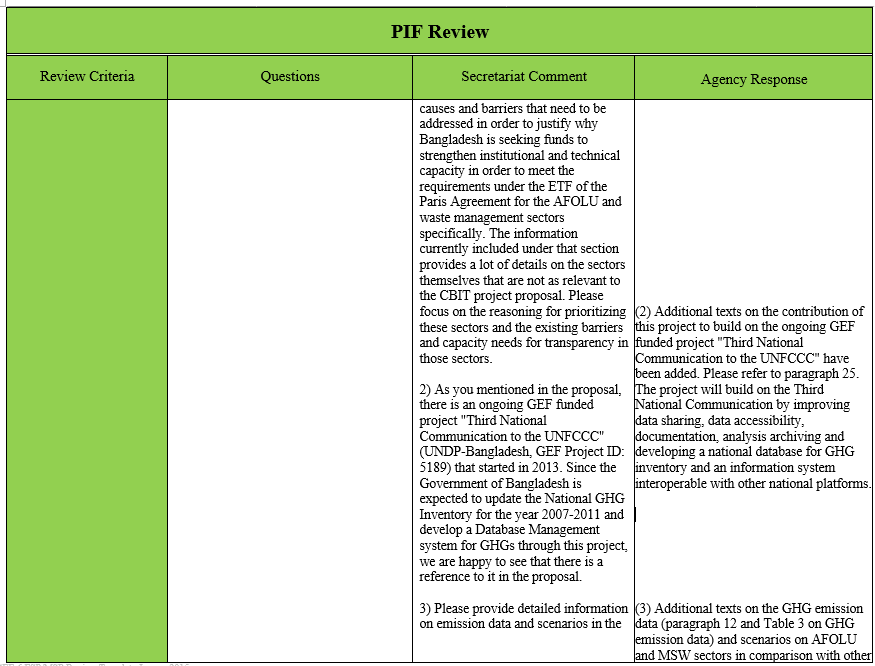 PIF Review
Review Criteria
Questions
Secretariat Comment
Agency Response
causes and barriers that need to be
addressed in order to justify why
Bangladesh is seeking funds to
strengthen institutional and technical
capacity in order to meet the
requirements under the ETF of the
Paris Agreement for the AFOLU and
waste management sectors
specifically. The information
currently included under that section
provides a lot of details on the sectors
themselves that are not as relevant to
the CBIT project proposal. Please
focus on the reasoning for prioritizing
these sectors and the existing barriers
and capacity needs for transparency in
those sectors.
2) As you mentioned in the proposal,
there is an ongoing GEF funded
project "Third National
Communication to the UNFCCC"
(UNDP-Bangladesh, GEF Project ID:
5189) that started in 2013. Since the
Government of Bangladesh is
expected to update the National GHG
Inventory for the year 2007-2011 and
develop a Database Management
system for GHGs through this project,
we are happy to see that there is a
reference to it in the proposal.
3) Please provide detailed information
on emission data and scenarios in the
(2) Additional texts on the contribution of
this project to build on the ongoing GEF
funded project "Third National
Communication to the UNFCCC" have
been added. Please refer to paragraph 25.
The project will build on the Third
National Communication by improving
data sharing, data accessibility,
documentation, analysis archiving and
developing a national database for GHG
inventory and an information system
interoperable with other national platforms.
(3) Additional texts on the GHG emission
data (paragraph 12 and Table 3 on GHG
emission data) and scenarios on AFOLU
and MSW sectors in comparison with other